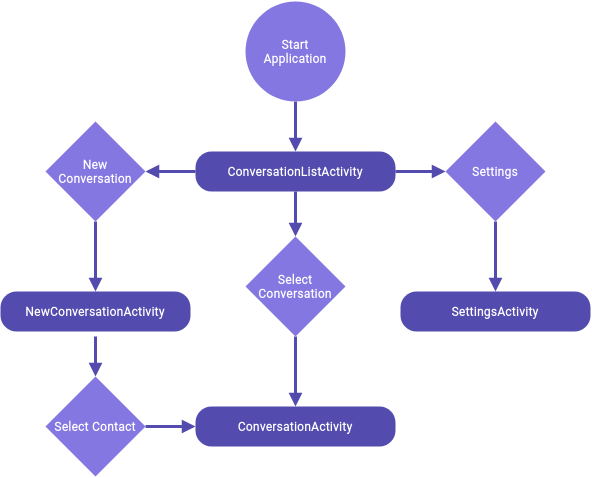 Start
Application
New
Conversation
ConversationListActivity
Settings
Select
Conversation
NewConversationActivity
SettingsActivity
Select Contact
ConversationActivity